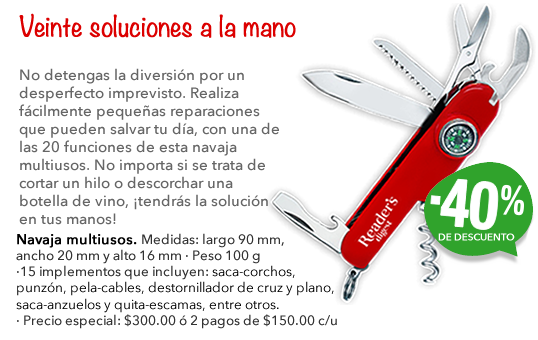 Veinte soluciones a la mano
No detengas la diversión por un
desperfecto imprevisto. Realiza
fácilmente pequeñas reparaciones
que pueden salvar tu día, con una de
las 20 funciones de esta navaja
multiusos. No importa si se trata de
cortar un hilo o descorchar una
botella de vino, ¡tendrás la solución
en tus manos!
Navaja multiusos. Medidas: largo 90 mm,
ancho 20 mm y alto 16 mm · Peso 100 g
·15 implementos que incluyen: saca-corchos,
punzón, pela-cables, destornillador de cruz y plano,
saca-anzuelos y quita-escamas, entre otros.
· Precio especial: $300.00 ó 2 pagos de $150.00 c/u
Reader's
digest
-40%
DE DESCUENTO